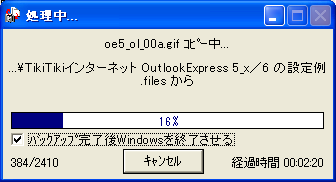 処理中...
oe5_ol_00a.gif ｺﾋﾟｰ中...
...¥TikiTikiインターネット OutlookExpress 5_x／6 の設定例
.files から
16%
ﾊﾞｯｸｱｯﾌﾟ完了後Windowsを終了させる
384/2410 ｷｬﾝｾﾙ 経過時間 00:02:20